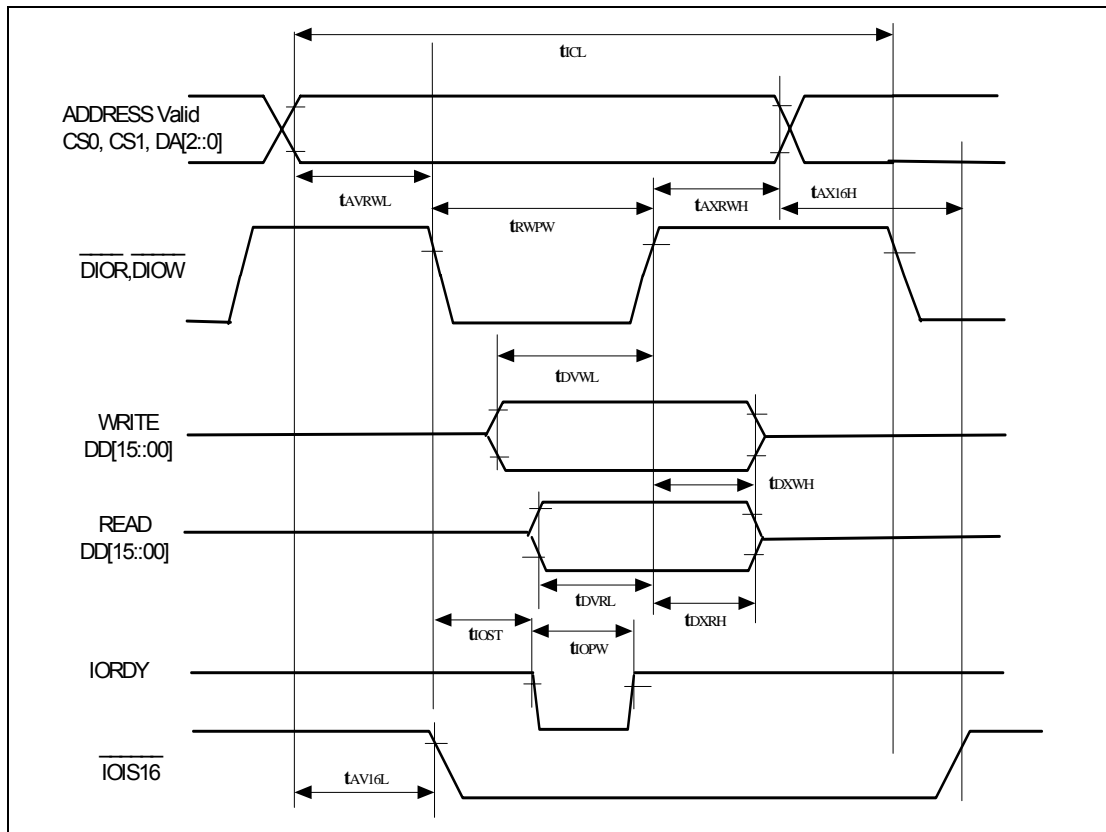 tICL
ADDRESS Valid
CS0, CS1, DA[2::0]
tAVRWL
tRWPW
tAXRWH
tAX16H
DIOR,DIOW
tDVWL
WRITE
DD[15::00]
tDXWH
READ
DD[15::00]
tDVRL
tDXRH
tIOST
tIOPW
IORDY
IOIS16
tAV16L